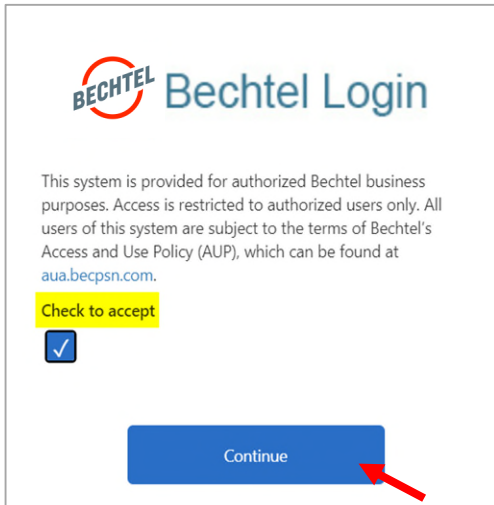 BECHTEL Bechtel Login
This system is provided for authorized Bechtel business
purposes. Access is restricted to authorized users only. All
users of this system are subject to the terms of Bechtel's
Access and Use Policy (AUP), which can be found at
aua.becpsn.com.
Check to accept
Continue